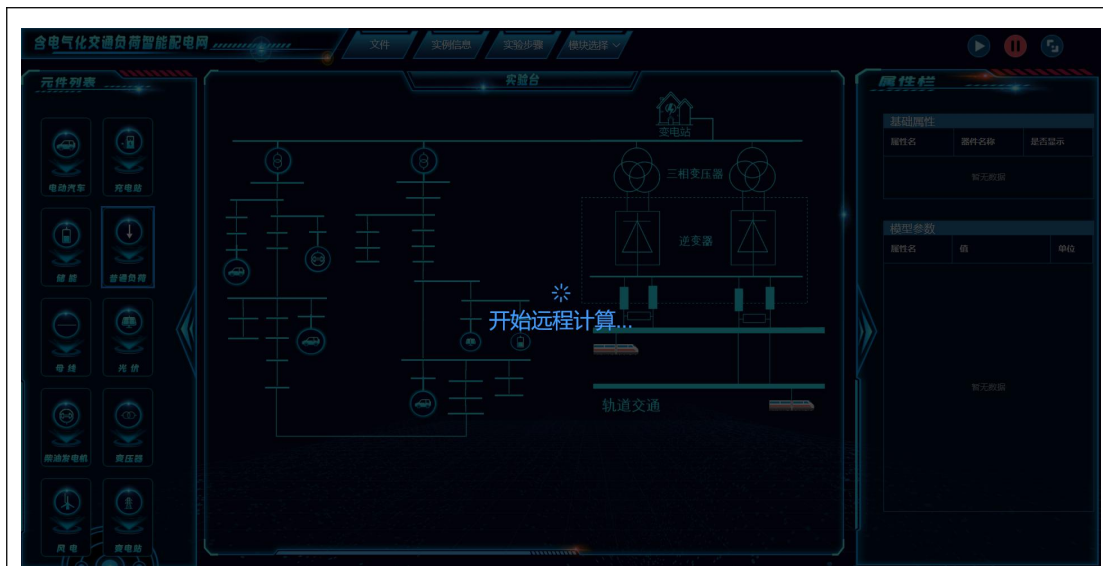 含电气化交通负荷智能配电网
文件
实例信息
实验步骤
模块选择
元件列表
实验台
属性栏
电动汽车
充电站
储能
普通负荷
母线
光伏
柴油发电机
变压器
风电
变电站
变电站
三相变压器
逆变器
开始远程计算...
轨道交通
基础属性
属性名
器件名称
是否显示
暂无数据
模型参数
属性名
值
单位
暂无数据